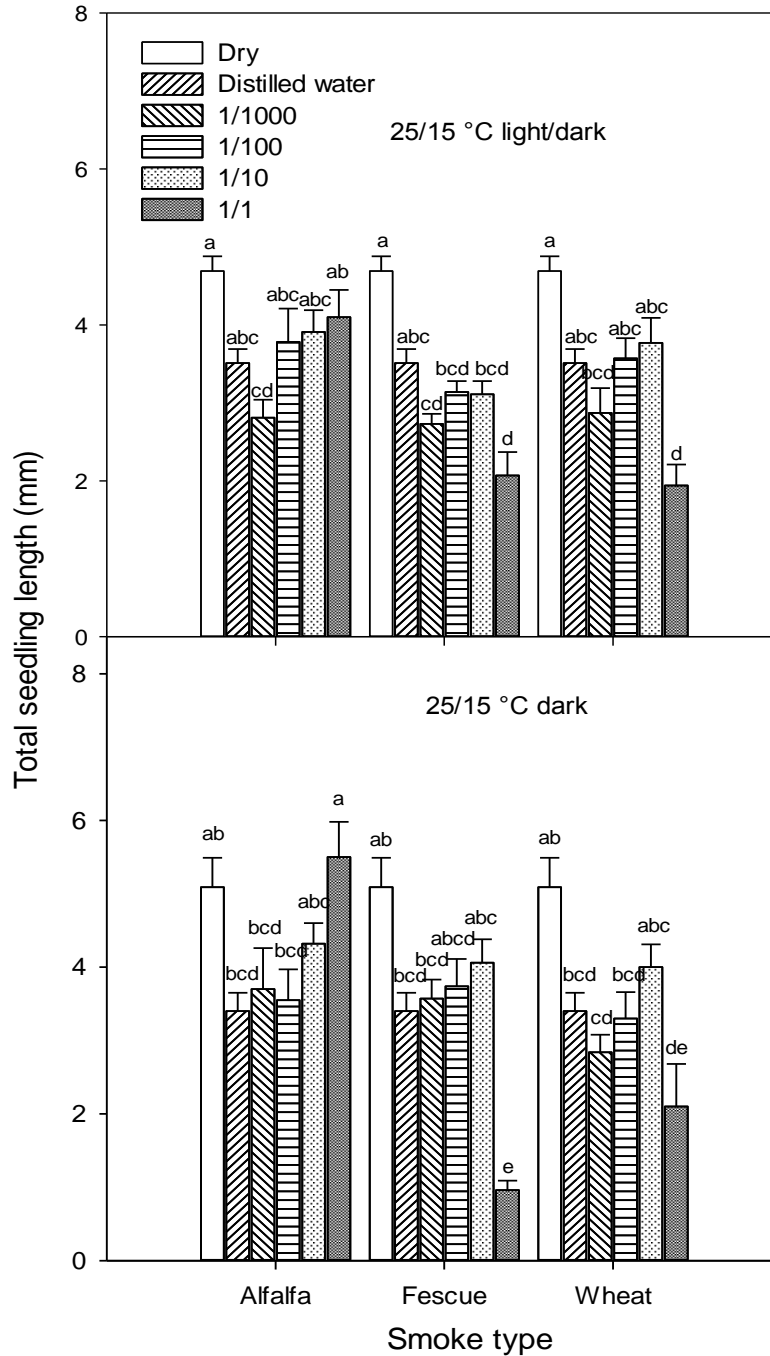 8
Dry
Distilled water
1/1000
1/100
1/10
1/1
25/15 °C light/dark
6
a
abc
cd
abc
abc
ab
a
abc
cd
bcd
bcd
d
a
abc
bcd
abc
abc
d
4
2
0
Total seedling length (mm)
8
25/15 °C dark
6
ab
bcd
bcd
bcd
abc
a
ab
bcd
bcd
abcd
abc
e
ab
bcd
cd
bcd
abc
de
4
2
0
Alfalfa Fescue Wheat
Smoke type